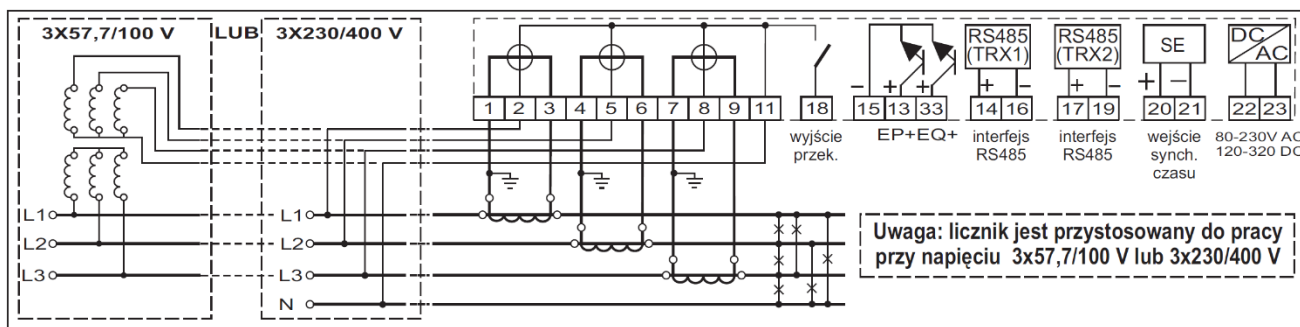 3X57,7/100 V
LUB
3X230/400 V
RS485
(TRX1)
RS485
(TRX2)
SE
DC
AC
+ -
+ -
+ -
- + +
1 2 3 4 5 6 7 8 9 11
18
15 13 33
14 16
17 19
20 21
22 23
wyjście
przek.
EP+EQ+
interfejs
RS485
interfejs
RS485
wejście
synch.
czasu
80-230V AC
120-320 DC
L1
L2
L3
L1
L2
L3
N
Uwaga: licznik jest przystosowany do pracy
przy napięciu 3x57,7/100 V lub 3x230/400 V